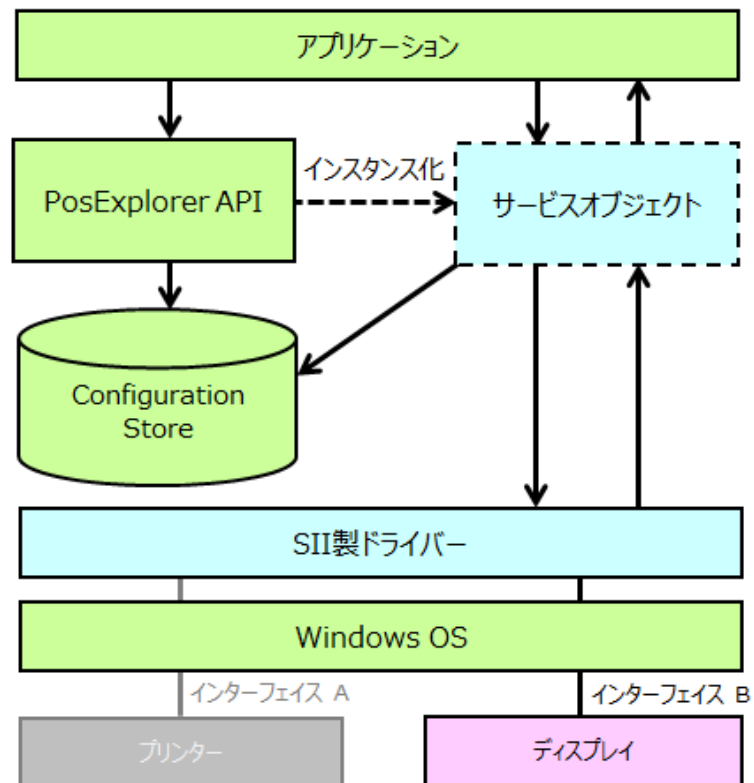 アプリケーション
インスタンス化
PosExplorer API
サービスオブジェクト
Configuration
Store
SII製ドライバー
Windows OS
インターフェイス A
インターフェイス B
プリンター
ディスプレイ